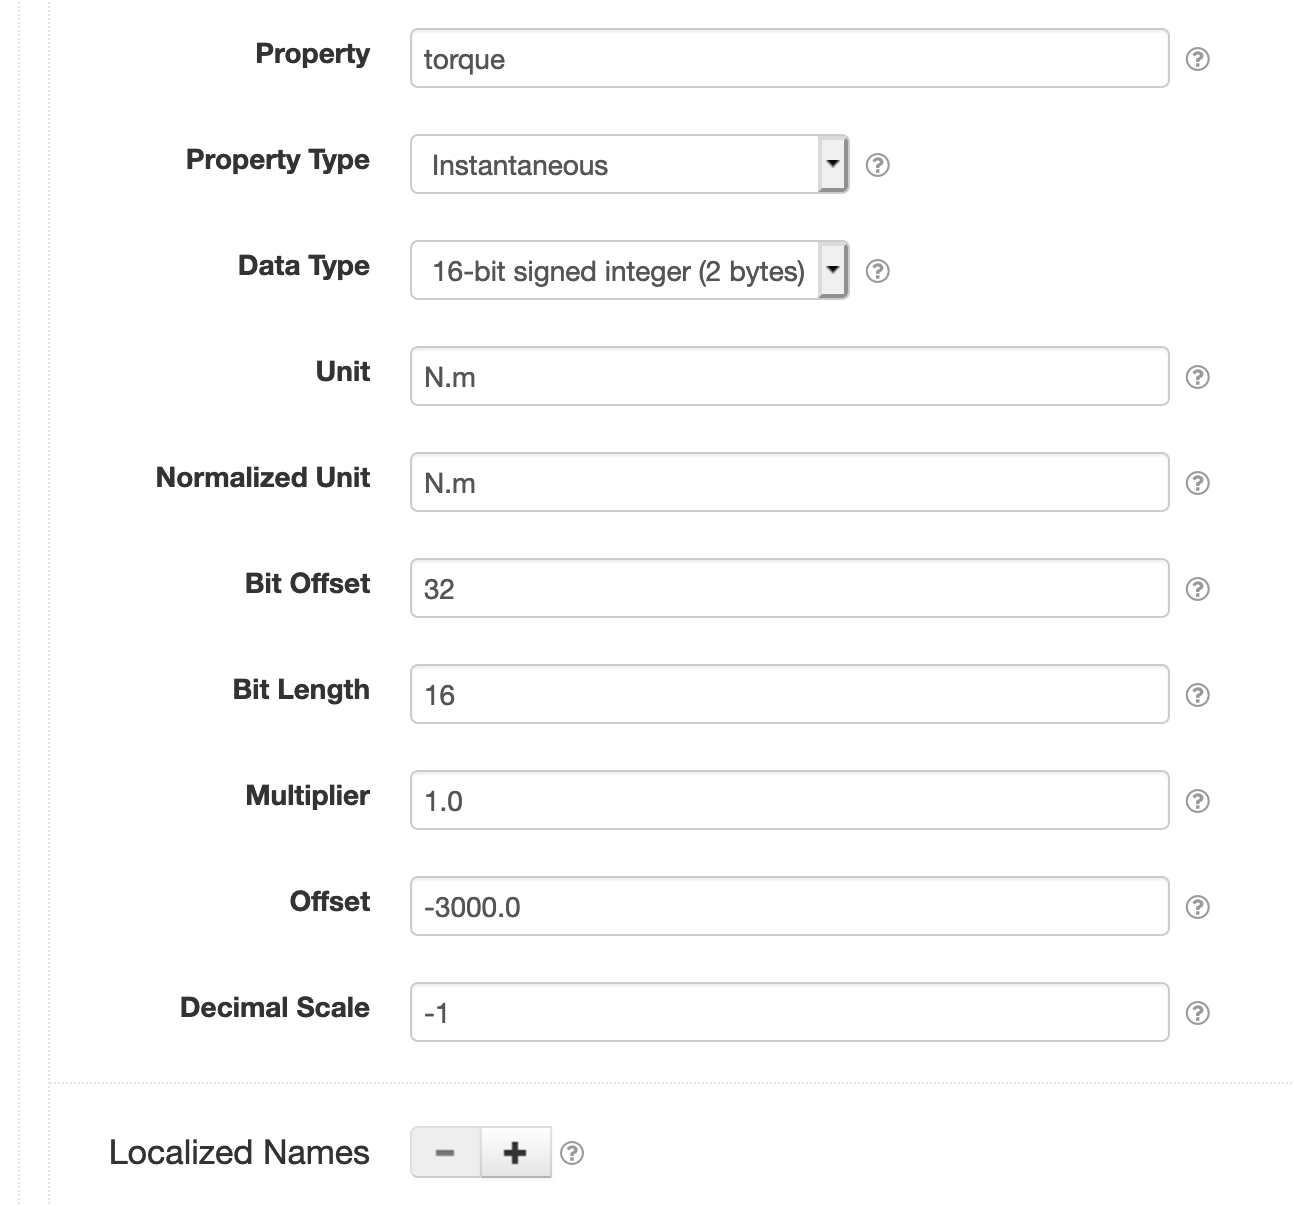 Property torque
Property Type Instantaneous
Data Type 16-bit signed integer (2 bytes)
Unit N.m
Normalized Unit N.m
Bit Offset 32
Bit Length 16
Multiplier 1.0
Offset -3000.0
Decimal Scale -1
Localized Names